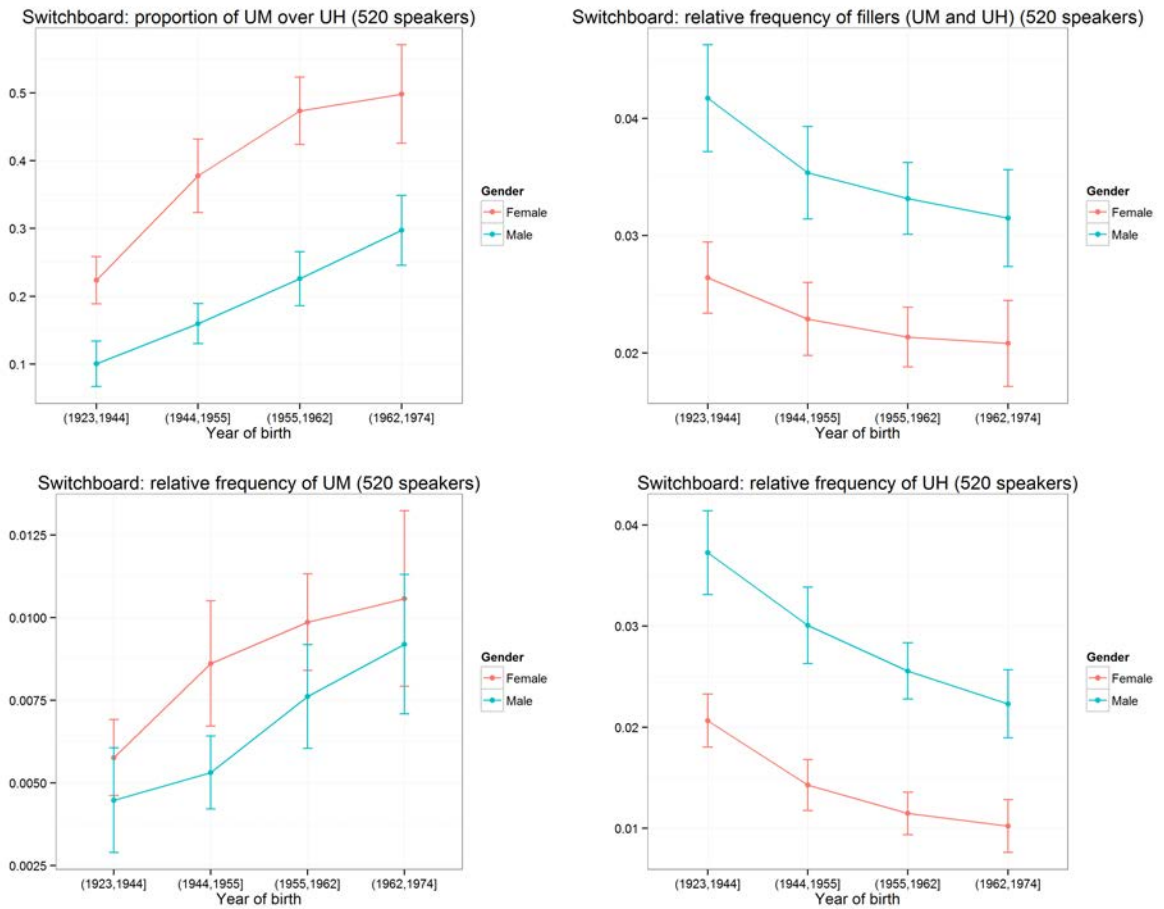 Switchboard: proportion of UM over UH (520 speakers)
0.5
0.4
0.3
0.2
0.1
(1923,1944] (1944,1955] (1955,1962] (1962,1974]
Year of birth
Gender
Female
Male
Switchboard: relative frequency of fillers (UM and UH) (520 speakers)
0.04
0.03
0.02
(1923,1944] (1944,1955] (1955,1962] (1962,1974]
Year of birth
Gender
Female
Male
Switchboard: relative frequency of UM (520 speakers)
0.0125
0.0100
0.0075
0.0050
0.0025
(1923,1944] (1944,1955] (1955,1962] (1962,1974]
Year of birth
Gender
Female
Male
Switchboard: relative frequency of UH (520 speakers)
0.04
0.03
0.02
0.01
(1923,1944] (1944,1955] (1955,1962] (1962,1974]
Year of birth
Gender
Female
Male